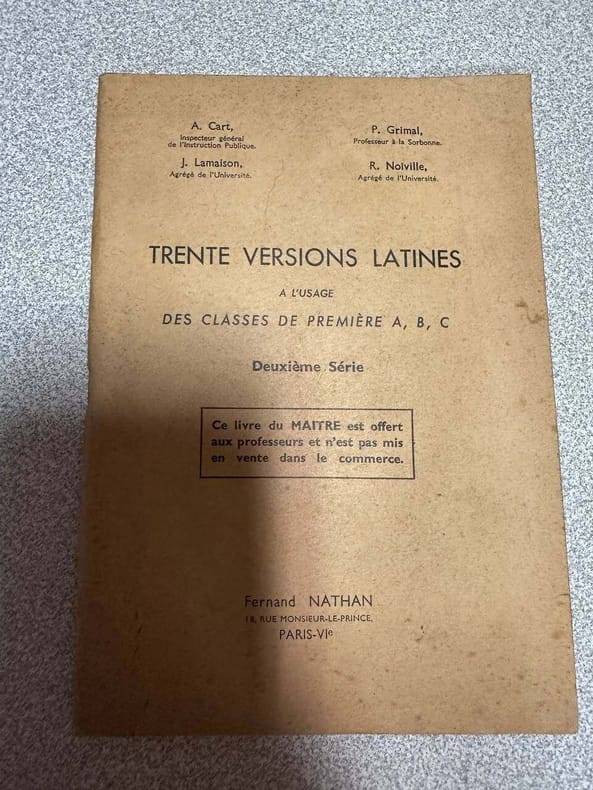 A. Cart,
Inspecteur général
de l'Instruction Publique.
J. Lamaison,
Agrégé de l'Université.
P. Grimal,
Professeur à la Sorbonne.
R. Noiville,
Agrégé de l'Université.
TRENTE VERSIONS LATINES
A L'USAGE
DES CLASSES DE PREMIÈRE A, B, C
Deuxième Série
Ce livre du MAITRE est offert
aux professeurs et n'est pas mis
en vente dans le commerce.
Fernand NATHAN
18, RUE MONSIEUR-LE-PRINCE,
PARIS-VIe